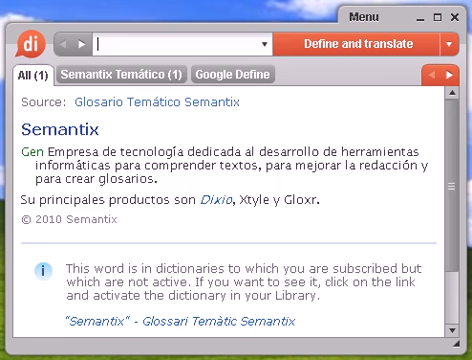 Menu
di
Define and translate
All (1)
Semantix Temático (1)
Google Define
Source: Glosario Temático Semantix
Semantix
Gen Empresa de tecnología dedicada al desarrollo de herramientas
informáticas para comprender textos, para mejorar la redacción y
para crear glosarios.
Su principales productos son Dixio, Xtyle y Gloxr.
© 2010 Semantix
i
This word is in dictionaries to which you are subscribed but
which are not active. If you want to see it, click on the link
and activate the dictionary in your Library.
"Semantix" - Glossari Temàtic Semantix